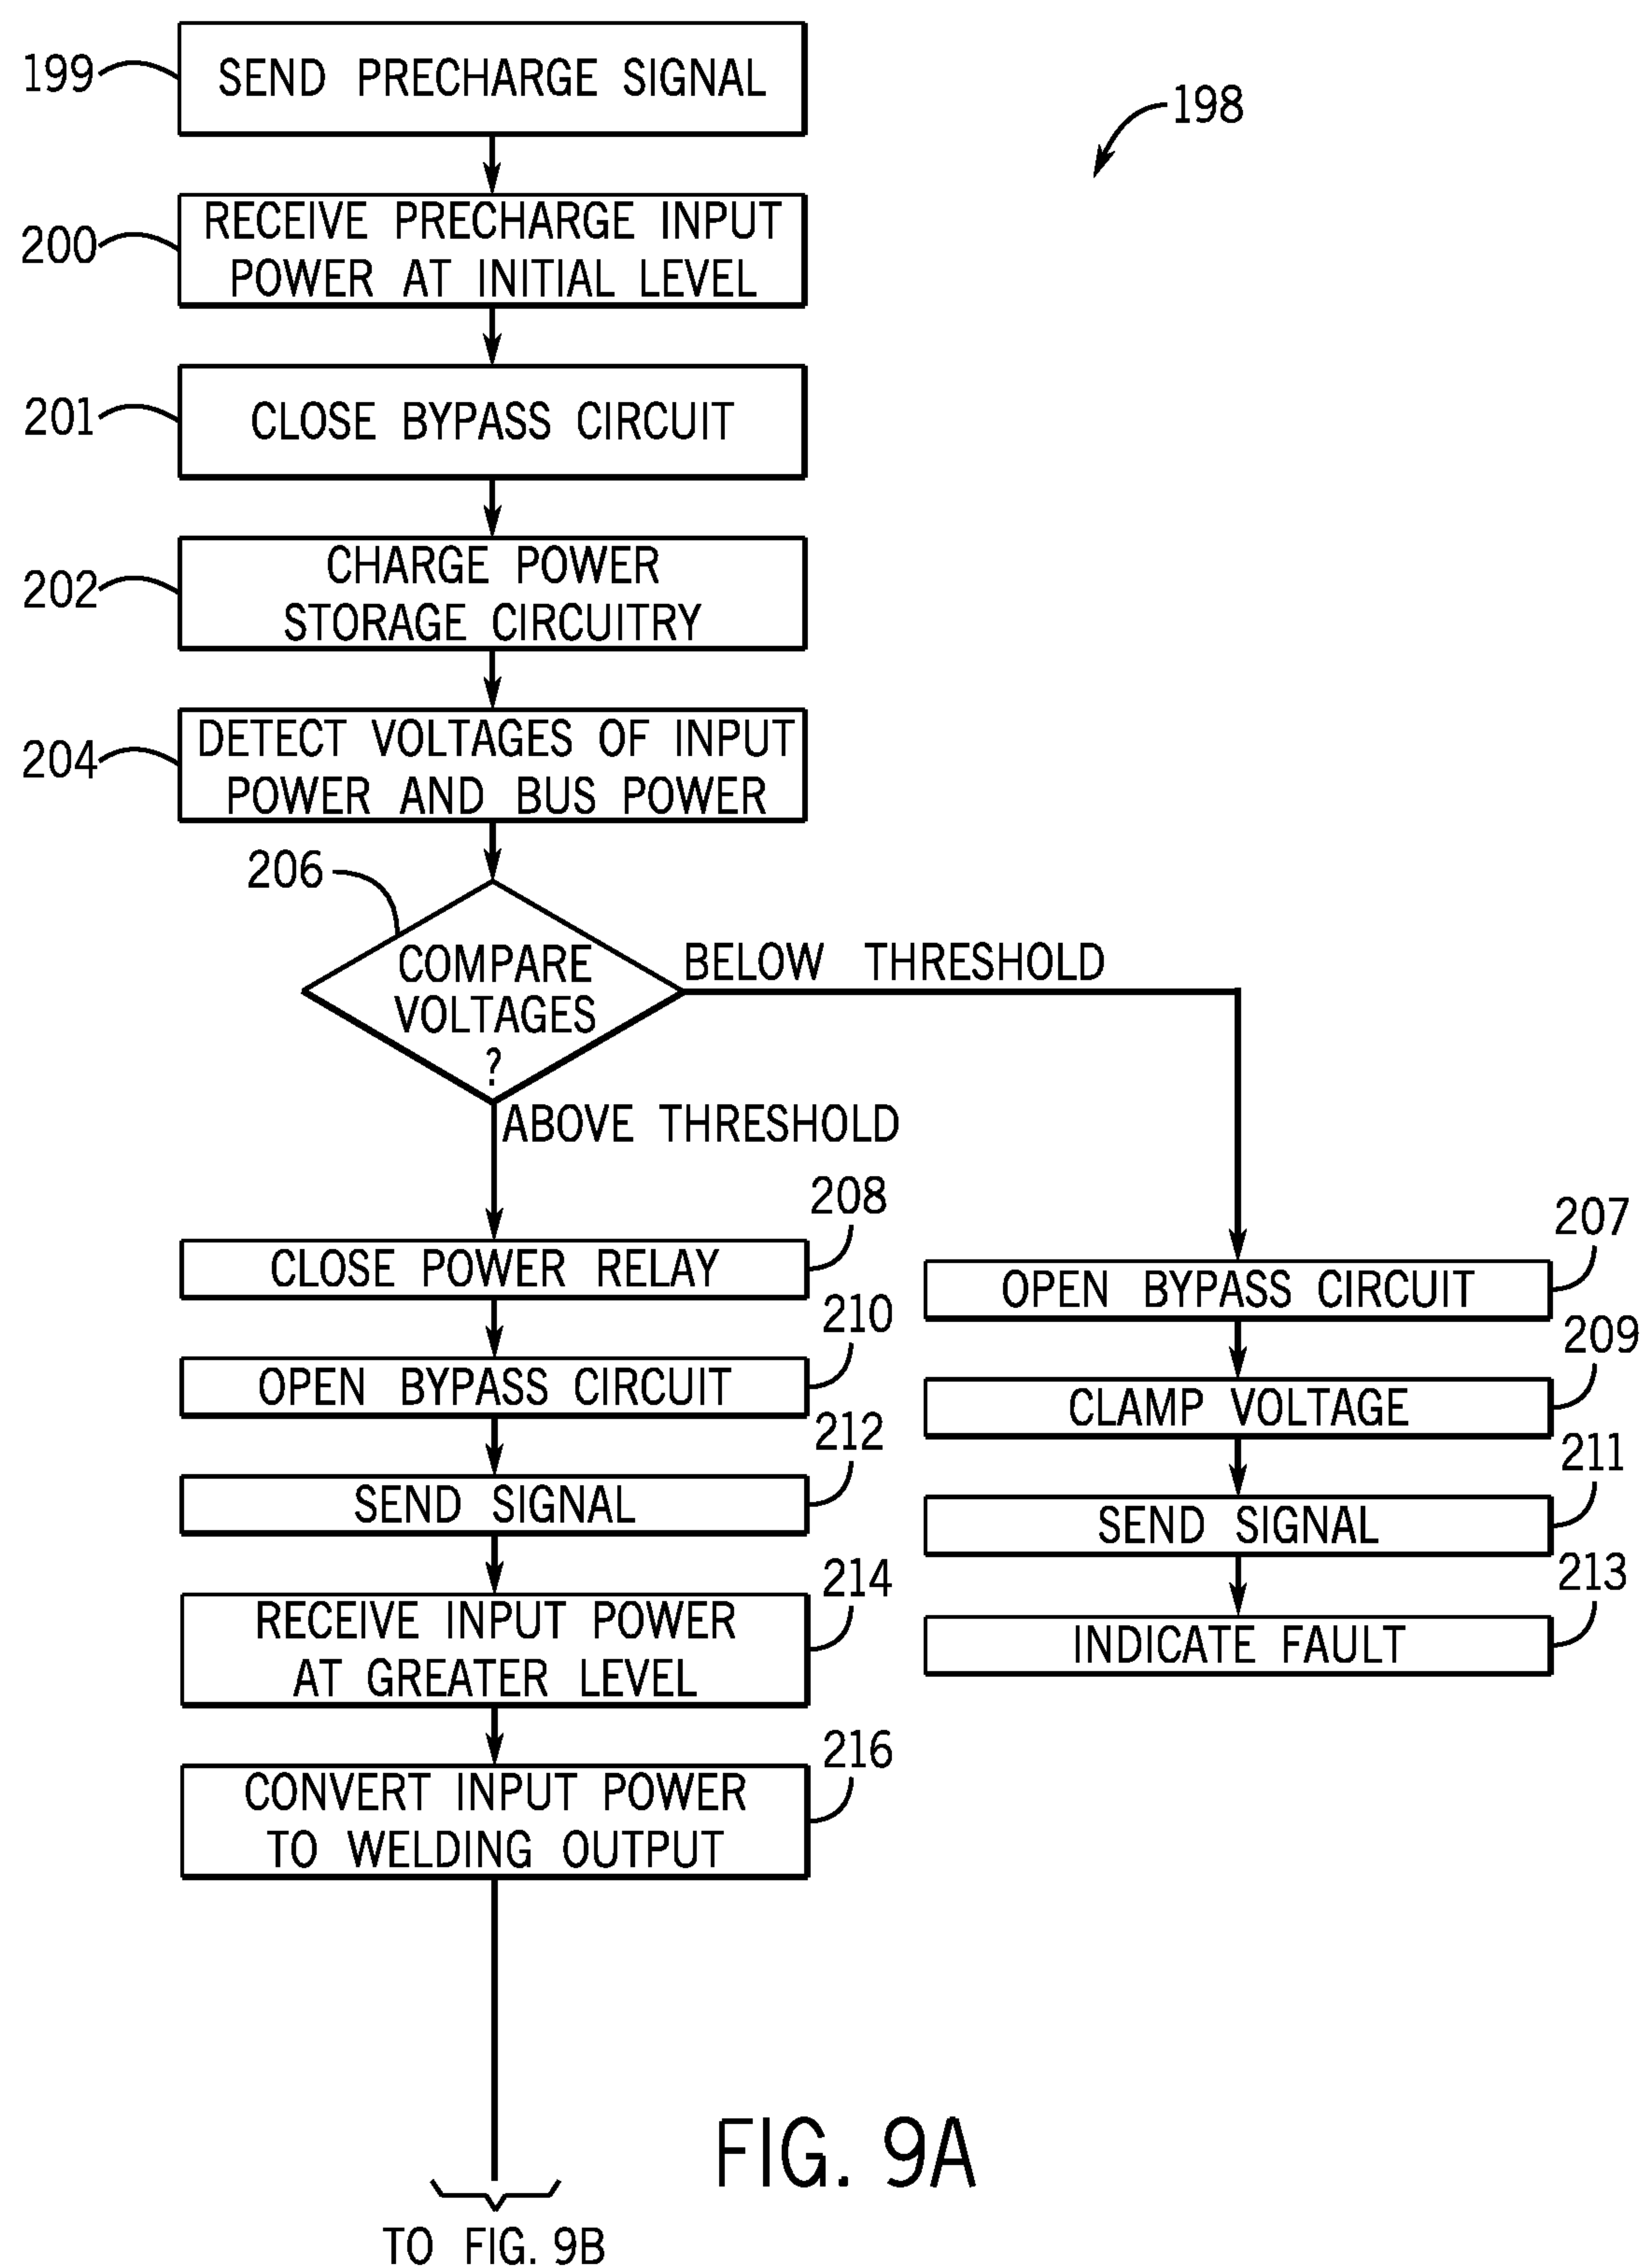 199
SEND PRECHARGE SIGNAL
198
200
RECEIVE PRECHARGE INPUT
POWER AT INITIAL LEVEL
201
CLOSE BYPASS CIRCUIT
202
CHARGE POWER
STORAGE CIRCUITRY
204
DETECT VOLTAGES OF INPUT
POWER AND BUS POWER
206
COMPARE
VOLTAGES
?
BELOW THRESHOLD
ABOVE THRESHOLD
208
CLOSE POWER RELAY
210
OPEN BYPASS CIRCUIT
212
SEND SIGNAL
214
RECEIVE INPUT POWER
AT GREATER LEVEL
216
CONVERT INPUT POWER
TO WELDING OUTPUT
207
OPEN BYPASS CIRCUIT
209
CLAMP VOLTAGE
211
SEND SIGNAL
213
INDICATE FAULT
TO FIG. 9B
FIG. 9A